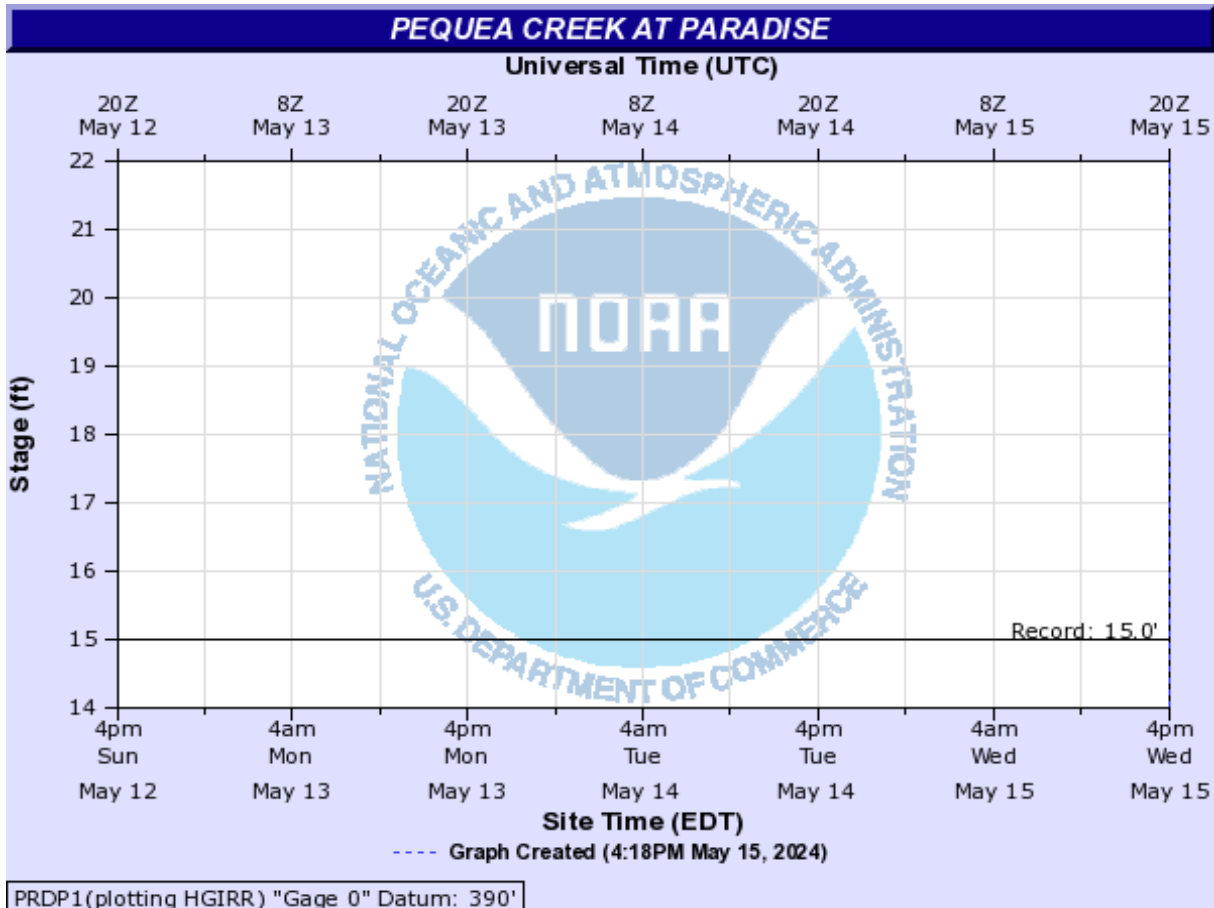 PEQUEA CREEK AT PARADISE
Universal Time (UTC)
20Z 8Z 20Z 8Z 20Z 8Z 20Z
May 12 May 13 May 13 May 14 May 14 May 15 May 15
22
21
20
19
18
17
16
15
14
Stage (ft)
NATIONAL OCEANIC AND ATMOSPHERIC ADMINISTRATION
NOAA
U.S. DEPARTMENT OF COMMERCE
Record: 15.0'
4pm 4am 4pm 4am 4pm 4am 4pm
Sun Mon Mon Tue Tue Wed Wed
May 12 May 13 May 13 May 14 May 14 May 15 May 15
Site Time (EDT)
---- Graph Created (4:18PM May 15, 2024)
PRDP1(plotting HGIRR) "Gage 0" Datum: 390'